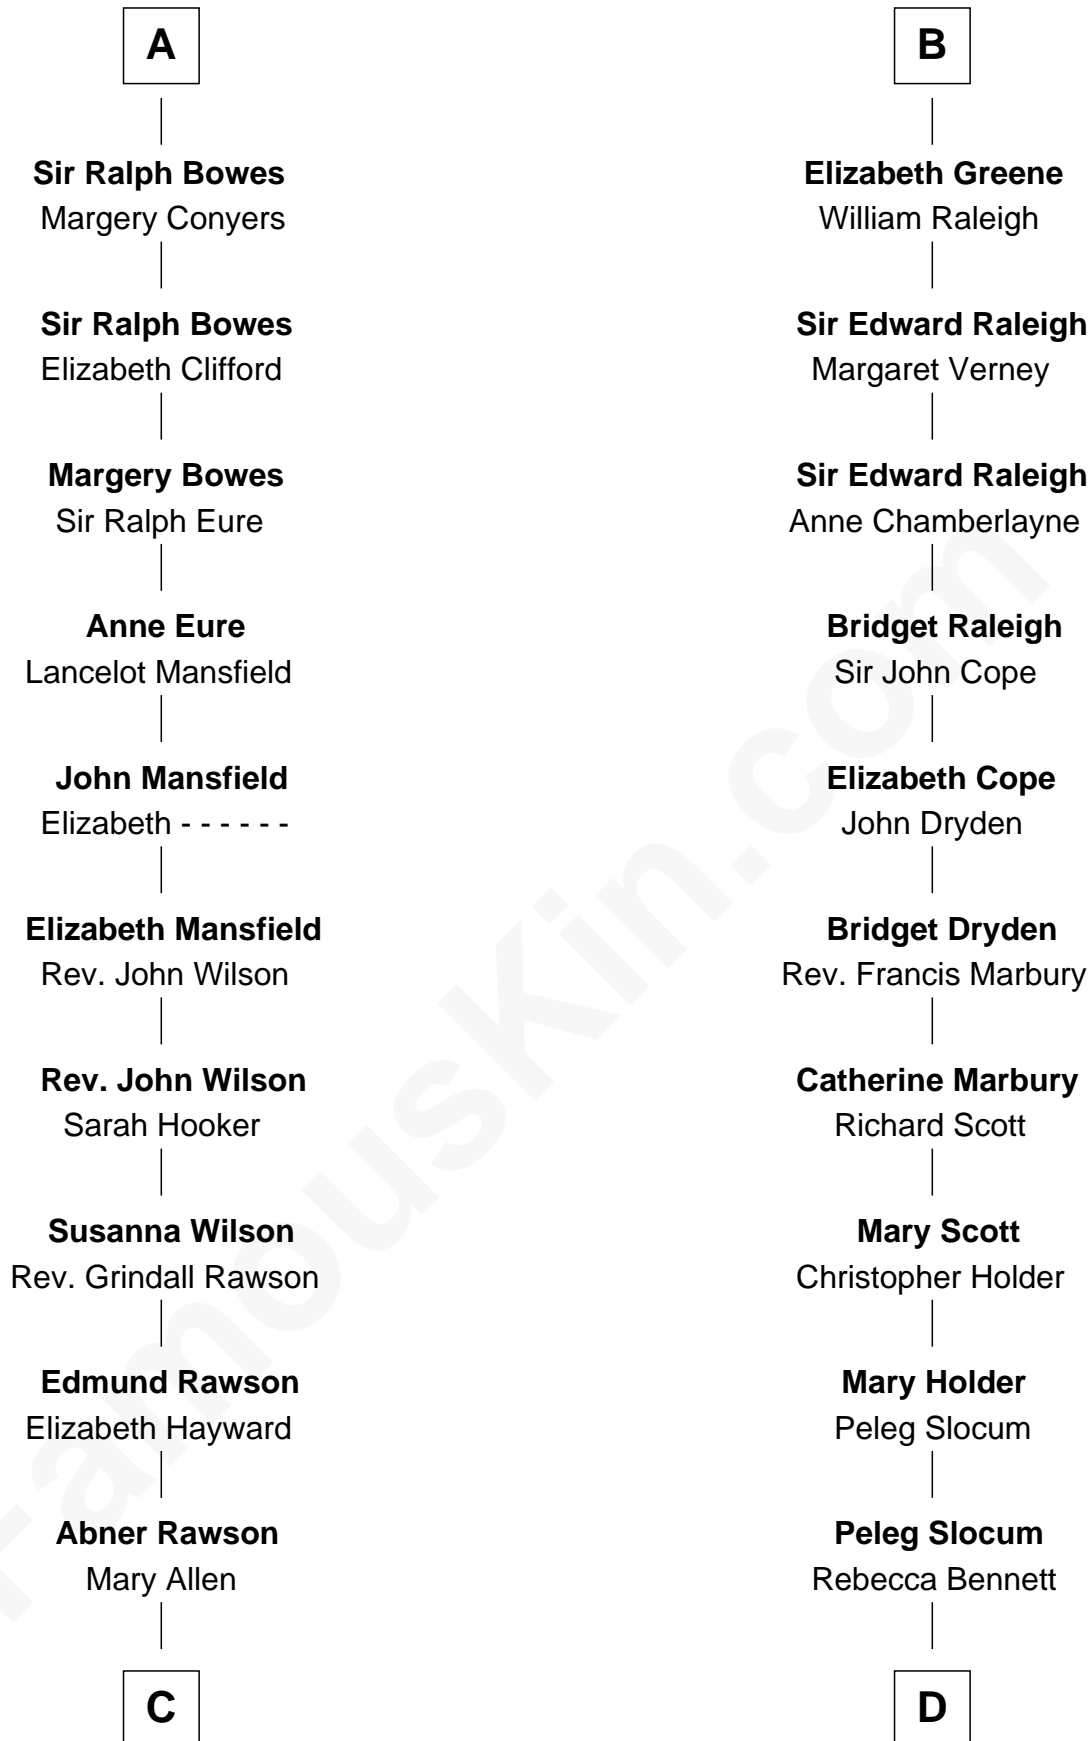 A
Sir Ralph Bowes
Margery Conyers
Sir Ralph Bowes
Elizabeth Clifford
Margery Bowes
Sir Ralph Eure
Anne Eure
Lancelot Mansfield
John Mansfield
Elizabeth - - - - - -
Elizabeth Mansfield
Rev. John Wilson
Rev. John Wilson
Sarah Hooker
Susanna Wilson
Rev. Grindall Rawson
Edmund Rawson
Elizabeth Hayward
Abner Rawson
Mary Allen
C
B
Elizabeth Greene
William Raleigh
Sir Edward Raleigh
Margaret Verney
Sir Edward Raleigh
Anne Chamberlayne
Bridget Raleigh
Sir John Cope
Elizabeth Cope
John Dryden
Bridget Dryden
Rev. Francis Marbury
Catherine Marbury
Richard Scott
Mary Scott
Christopher Holder
Mary Holder
Peleg Slocum
Peleg Slocum
Rebecca Bennett
D
FamousKin.com